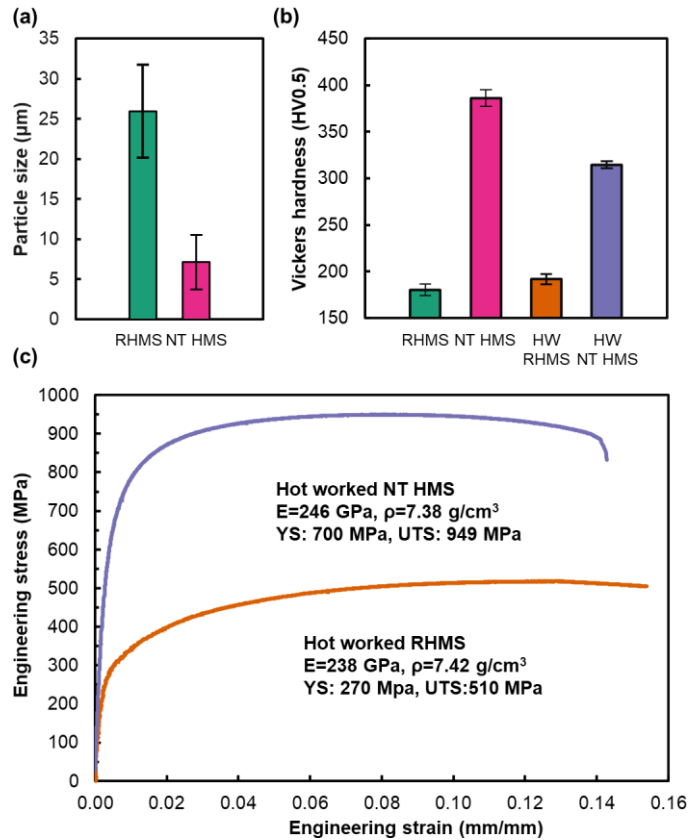 (a)
Particle size (μm)
35
30
25
20
15
10
5
0
RHMS NT HMS
(b)
Vickers hardness (HV0.5)
450
400
350
300
250
200
150
RHMS NT HMS HW RHMS HW NT HMS
(c)
Engineering stress (MPa)
1000
900
800
700
600
500
400
300
200
100
0
Hot worked NT HMS
E=246 GPa, ρ=7.38 g/cm³
YS: 700 MPa, UTS: 949 MPa
Hot worked RHMS
E=238 GPa, ρ=7.42 g/cm³
YS: 270 Mpa, UTS:510 MPa
0.00 0.02 0.04 0.06 0.08 0.10 0.12 0.14 0.16
Engineering strain (mm/mm)